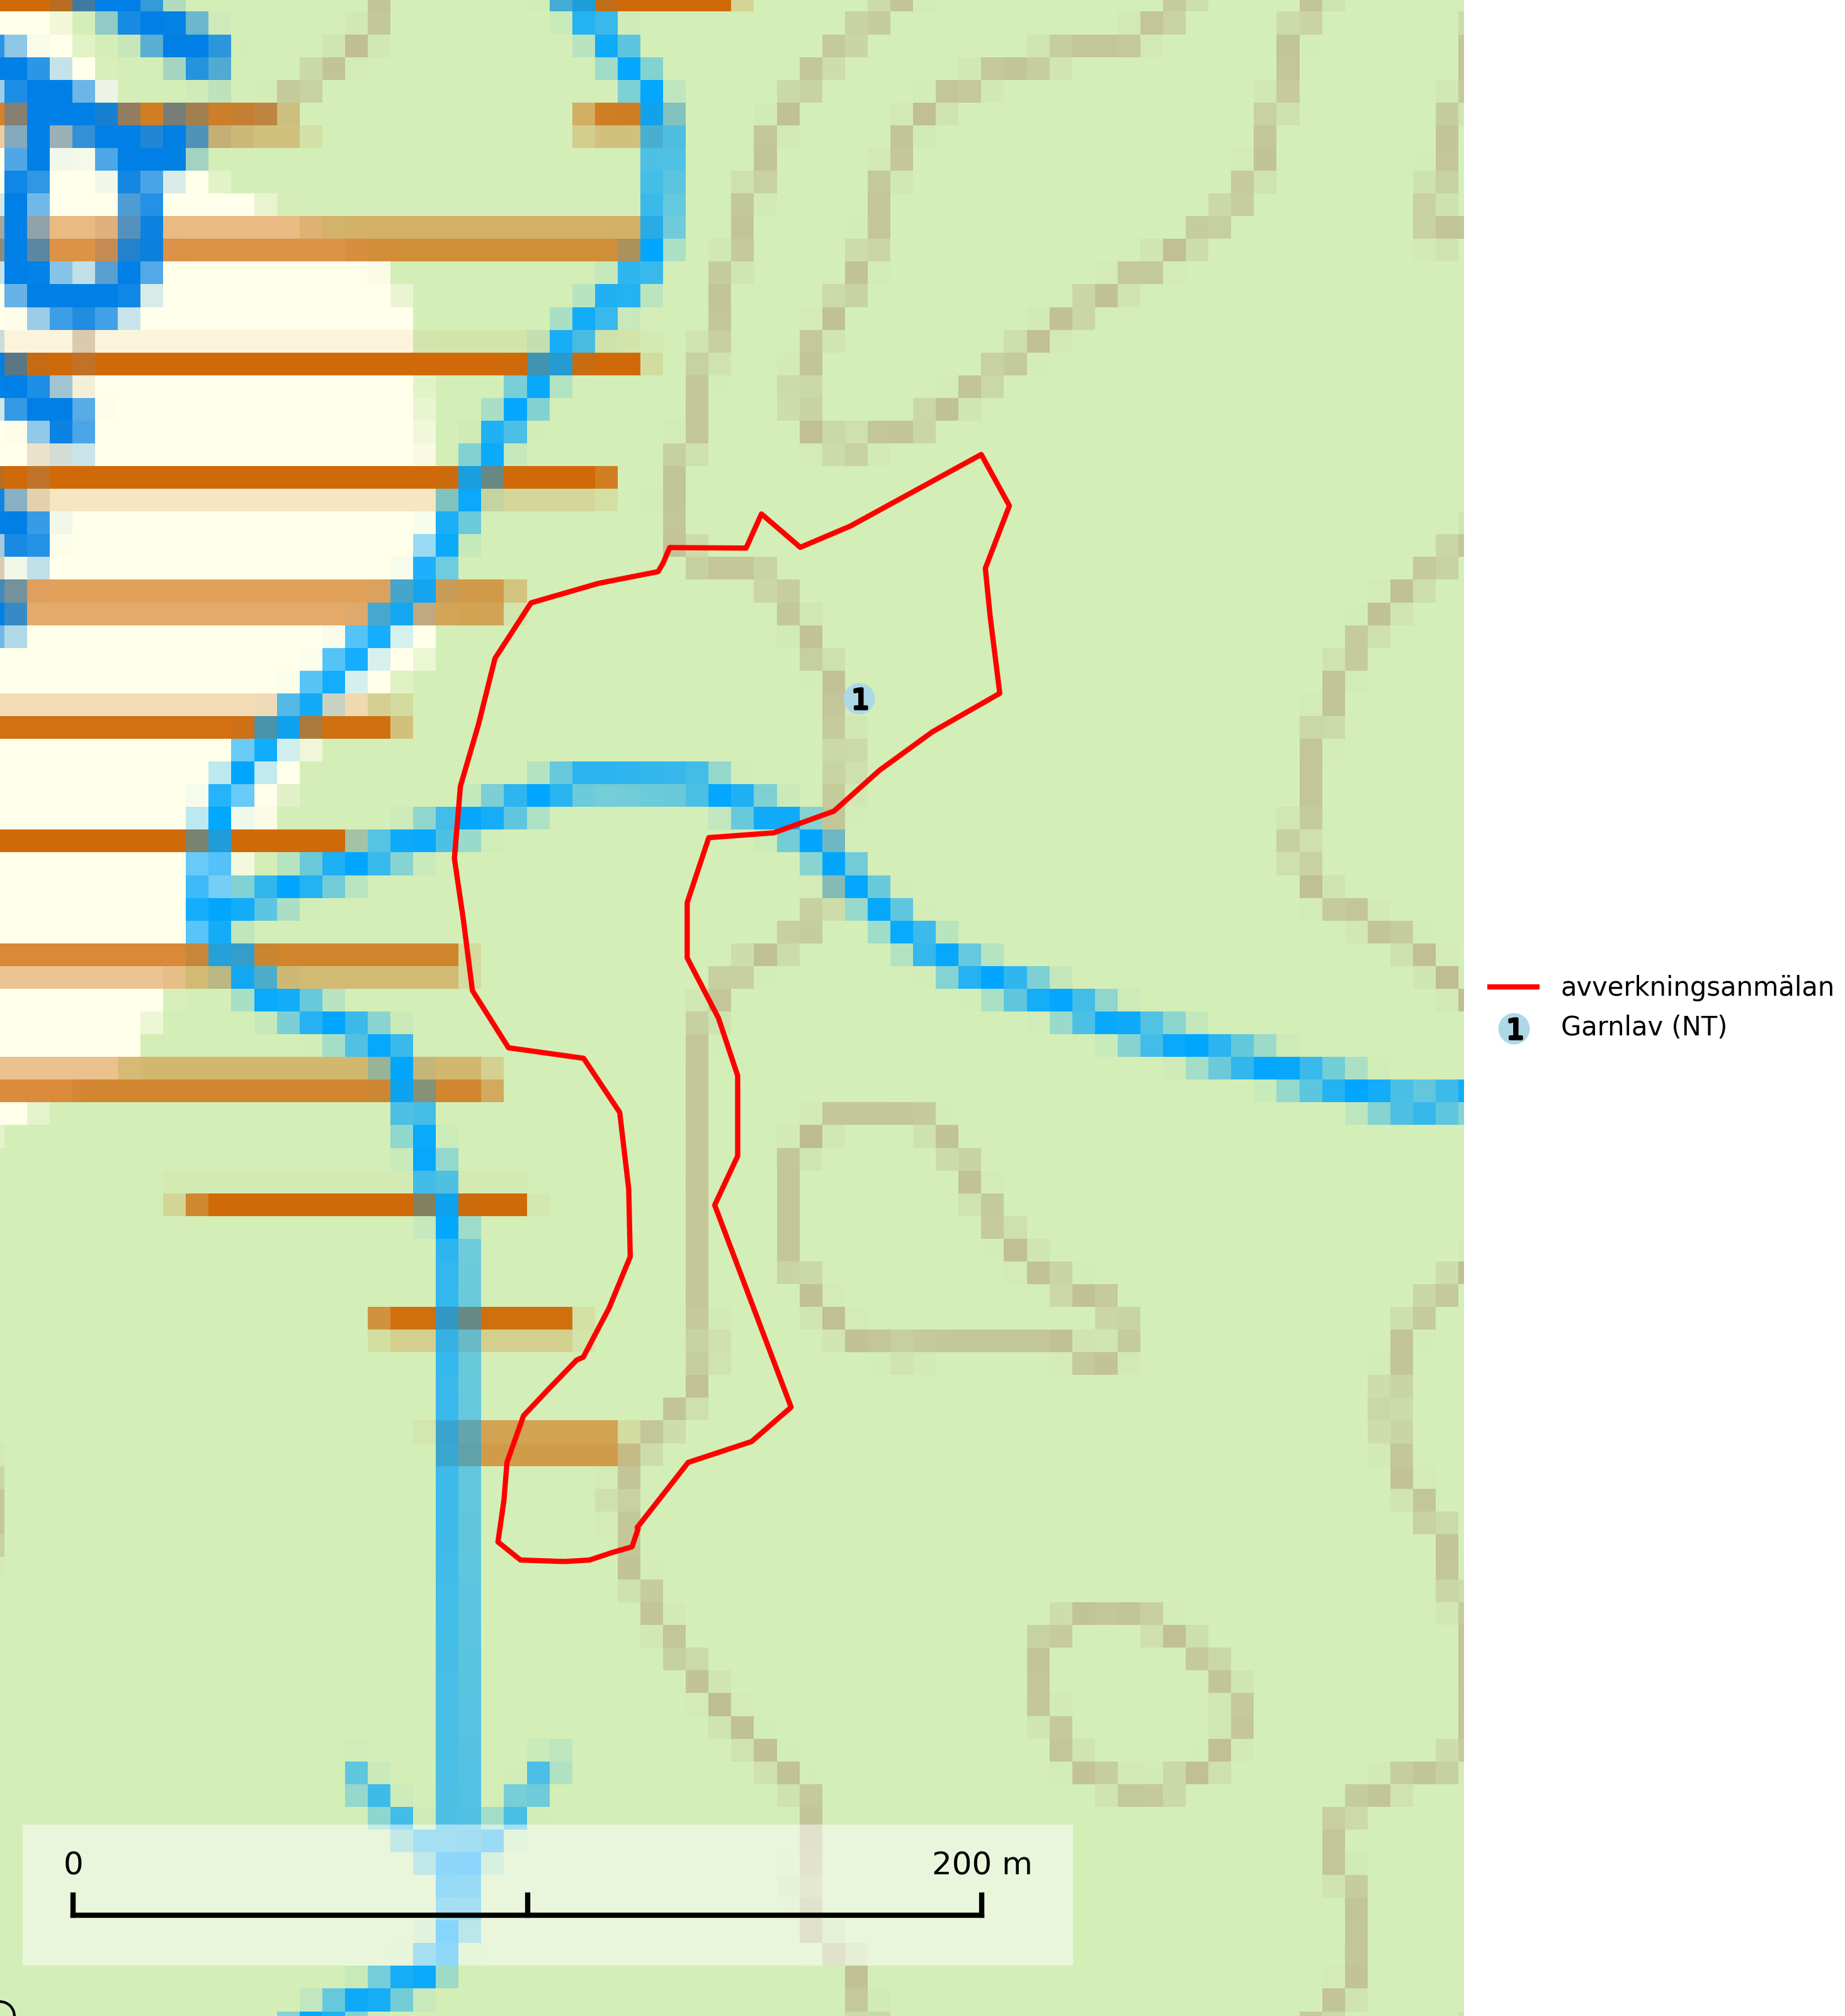 1
avverkningsanmälan
1 Garnlav (NT)
0 200 m